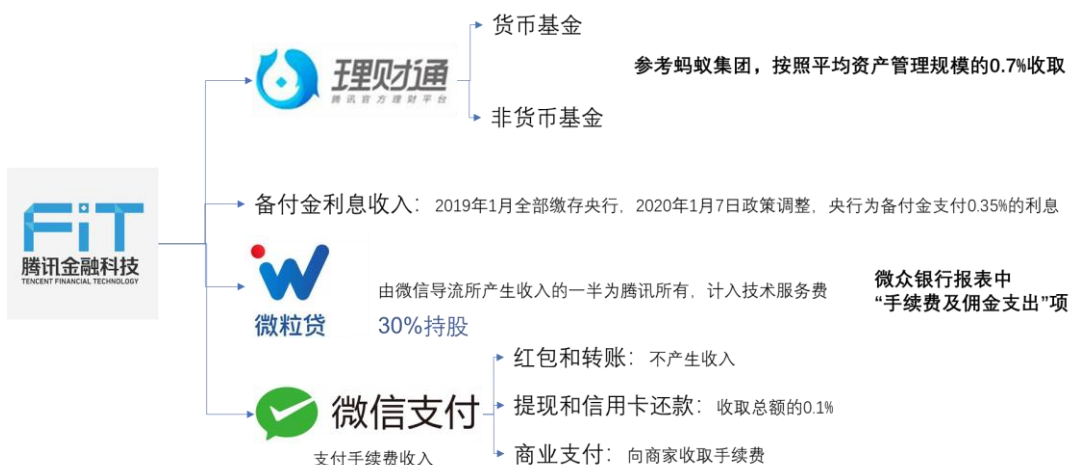 货币基金
参考蚂蚁集团，按照平均资产管理规模的0.7%收取
理财通
腾讯官方理财平台
非货币基金
FiT
腾讯金融科技
TENCENT FINANCIAL TECHNOLOGY
备付金利息收入：2019年1月全部缴存央行，2020年1月7日政策调整，央行为备付金支付0.35%的利息
微粒贷
由微信导流所产生收入的一半为腾讯所有，计入技术服务费
30%持股
微众银行报表中
“手续费及佣金支出”项
红包和转账：不产生收入
微信支付
提现和信用卡还款：收取总额的0.1%
支付手续费收入
商业支付：向商家收取手续费